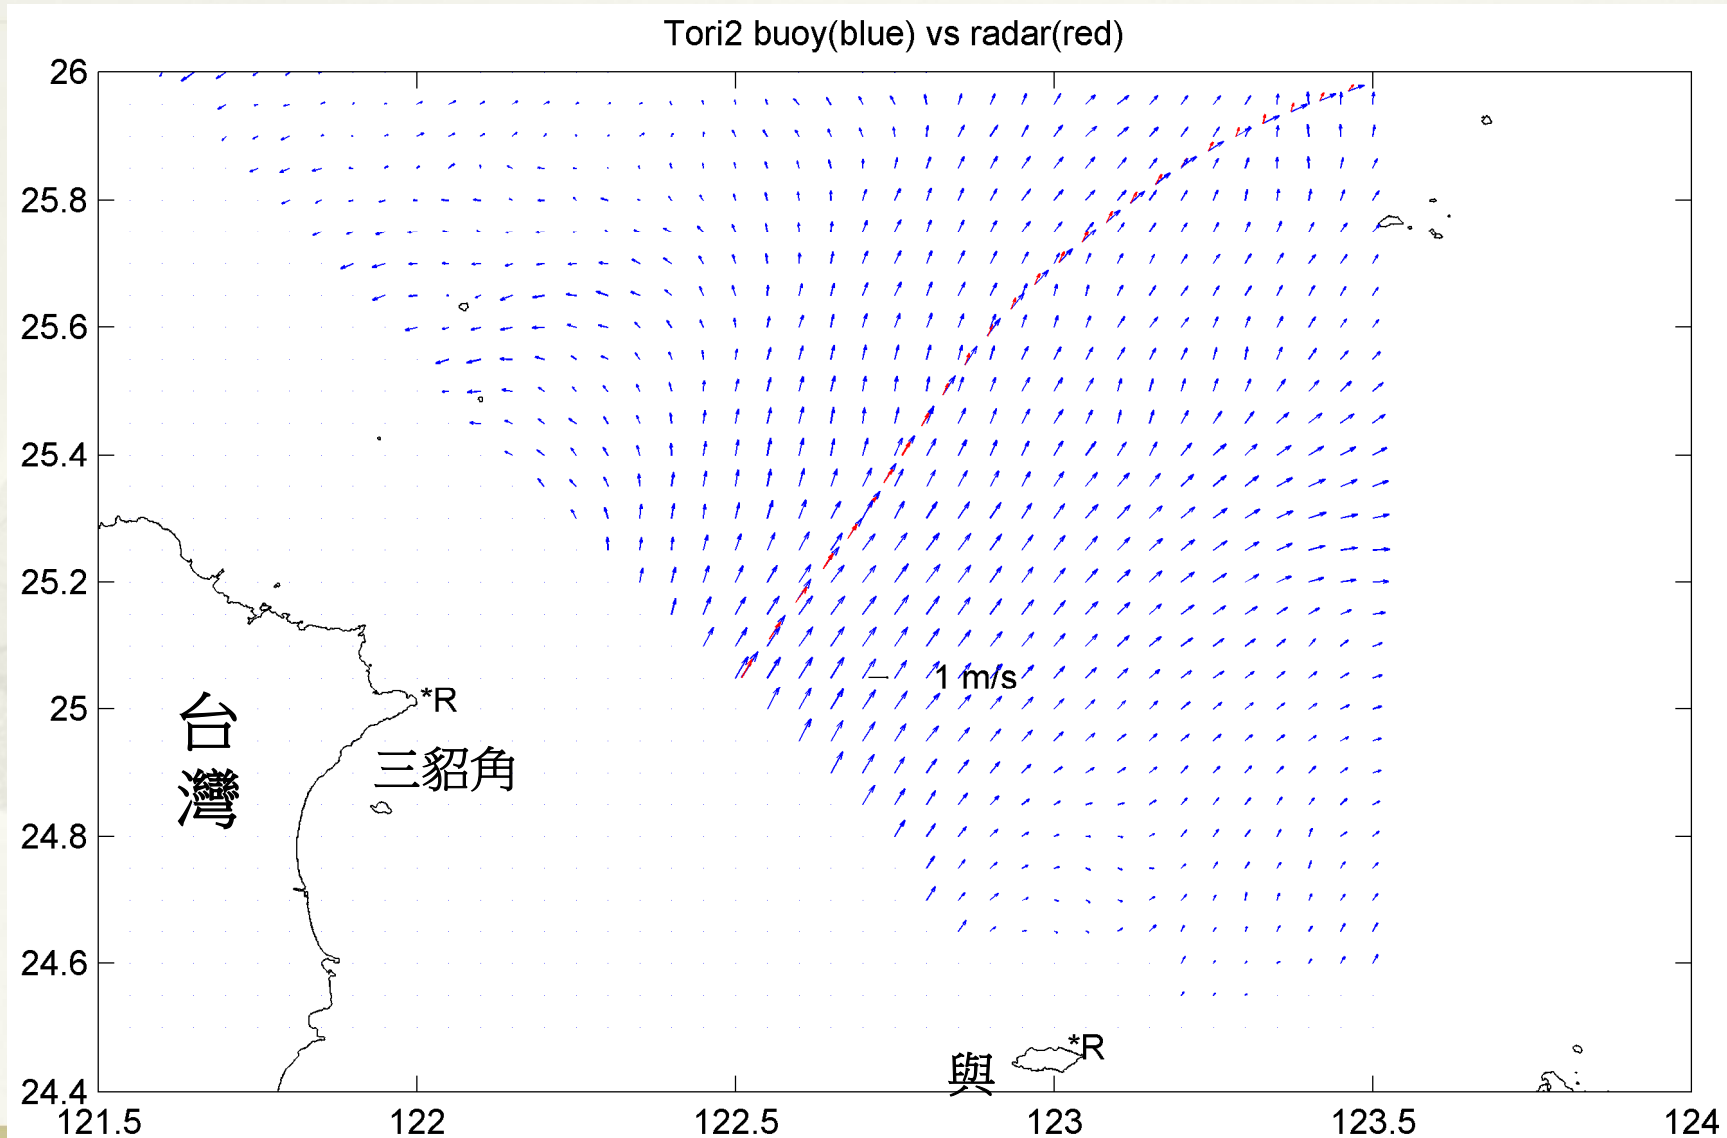 Tori2 buoy(blue) vs radar(red)
26
25.8
25.6
25.4
25.2
25
24.8
24.6
24.4
1 m/s
*R
台
灣
三貂角
*R
與
121.5
122
122.5
123
123.5
124